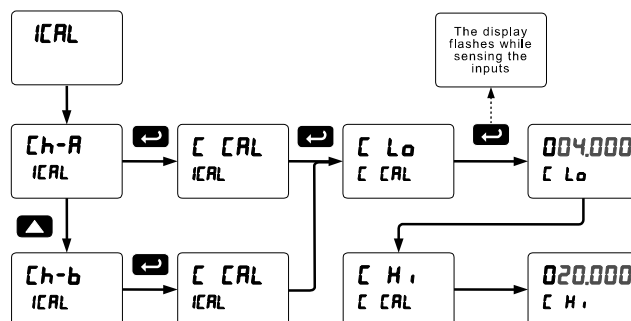 ICAL
The display
flashes while
sensing the
inputs
Ch-A
ICAL
C CAL
ICAL
C Lo
C CAL
004.000
C Lo
Ch-b
ICAL
C CAL
ICAL
C Hi
C CAL
020.000
C Hi